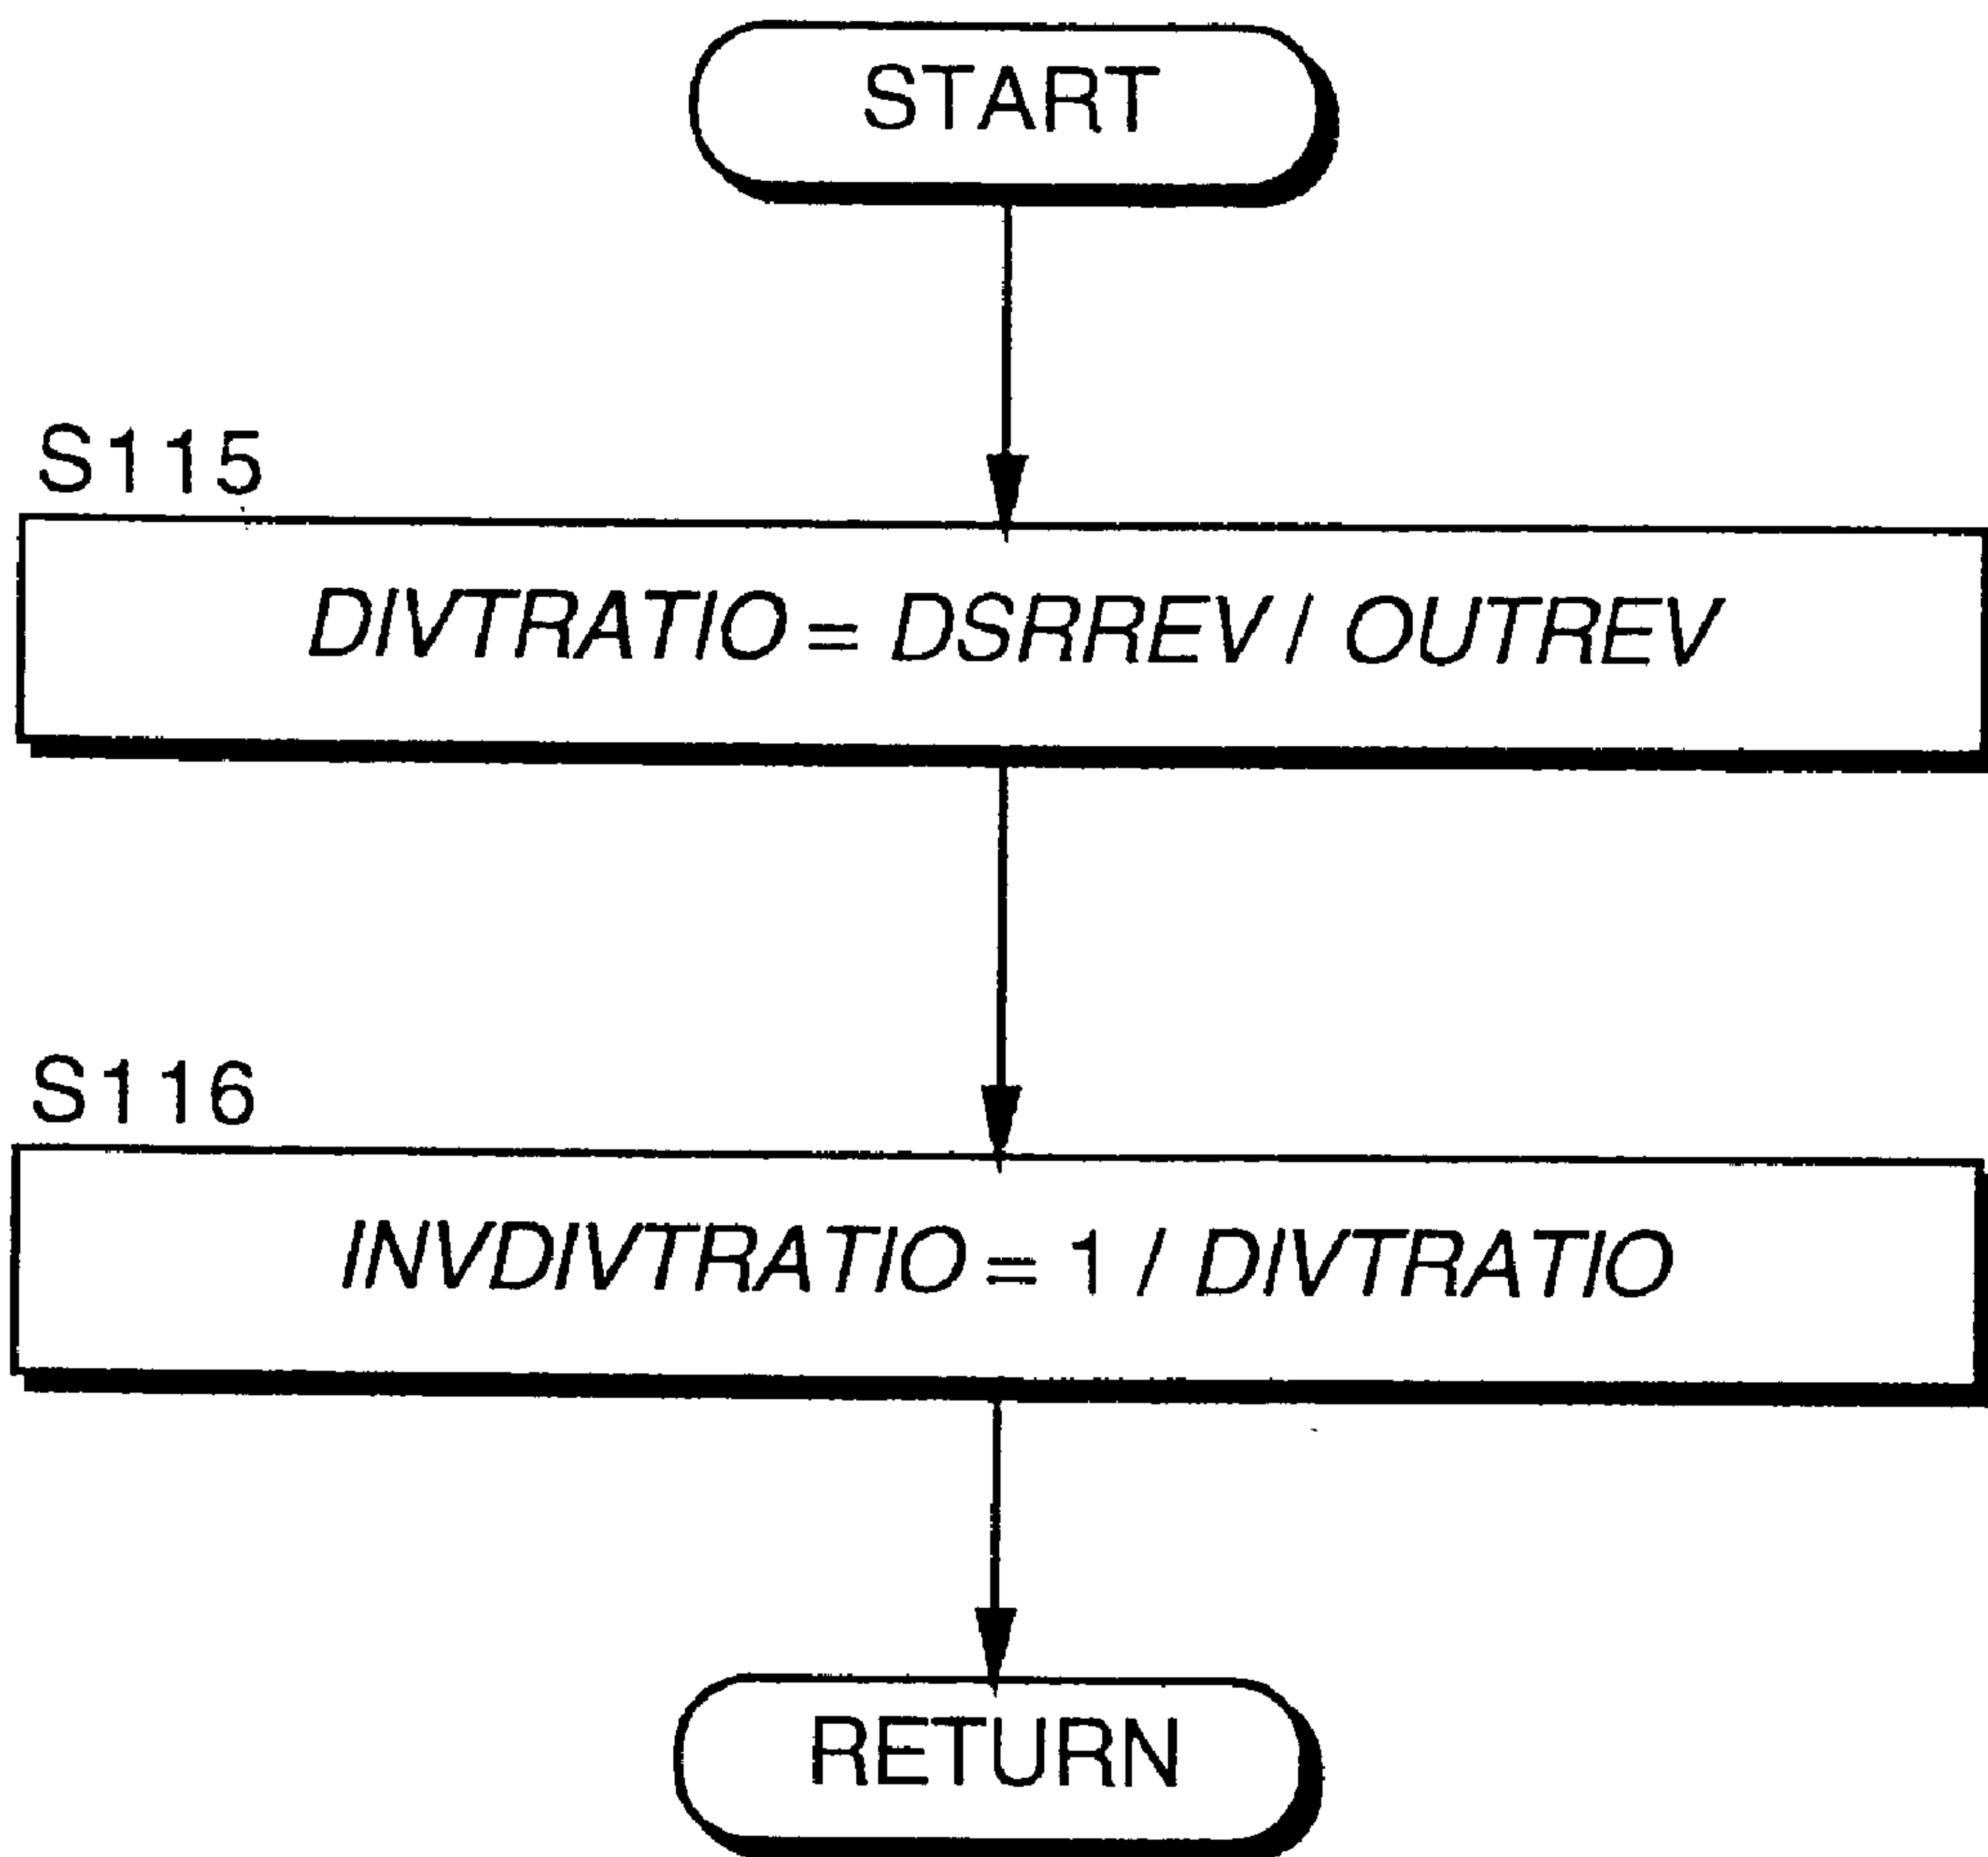 START
S115
DIVTRATIO = DSRREV / OUTREV
S116
INVDIVTRATIO = 1 / DIVTRATIO
RETURN